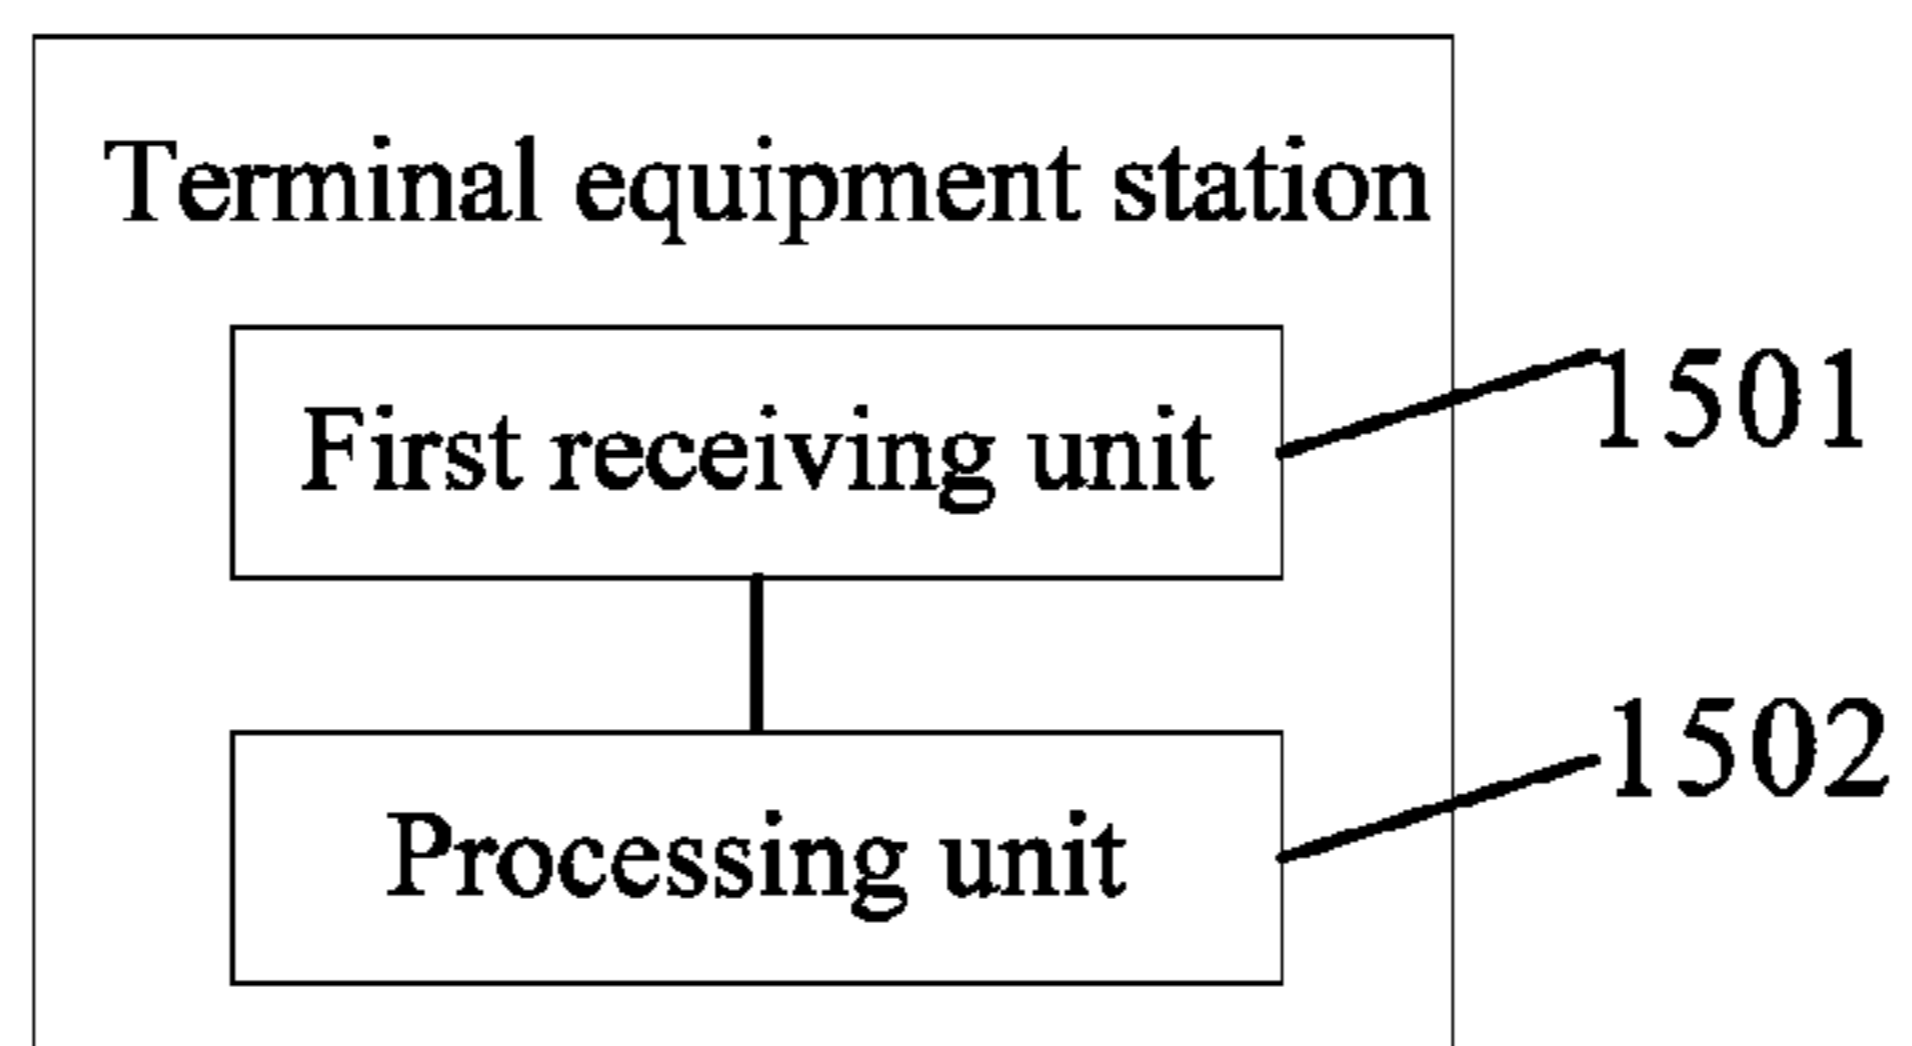 Terminal equipment station
First receiving unit
1501
Processing unit
1502